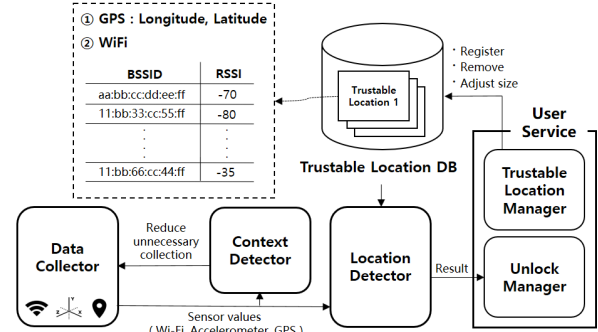 ① GPS : Longitude, Latitude
② WiFi
BSSID RSSI
aa:bb:cc:dd:ee:ff -70
11:bb:33:cc:55:ff -80
11:bb:66:cc:44:ff -35
Trustable
Location 1
Trustable Location DB
· Register
· Remove
· Adjust size
User
Service
Trustable
Location
Manager
Unlock
Manager
Data
Collector
Reduce
unnecessary
collection
Context
Detector
Location
Detector
Result
X
Y
Z
Sensor values
( Wi-Fi, Accelerometer, GPS )